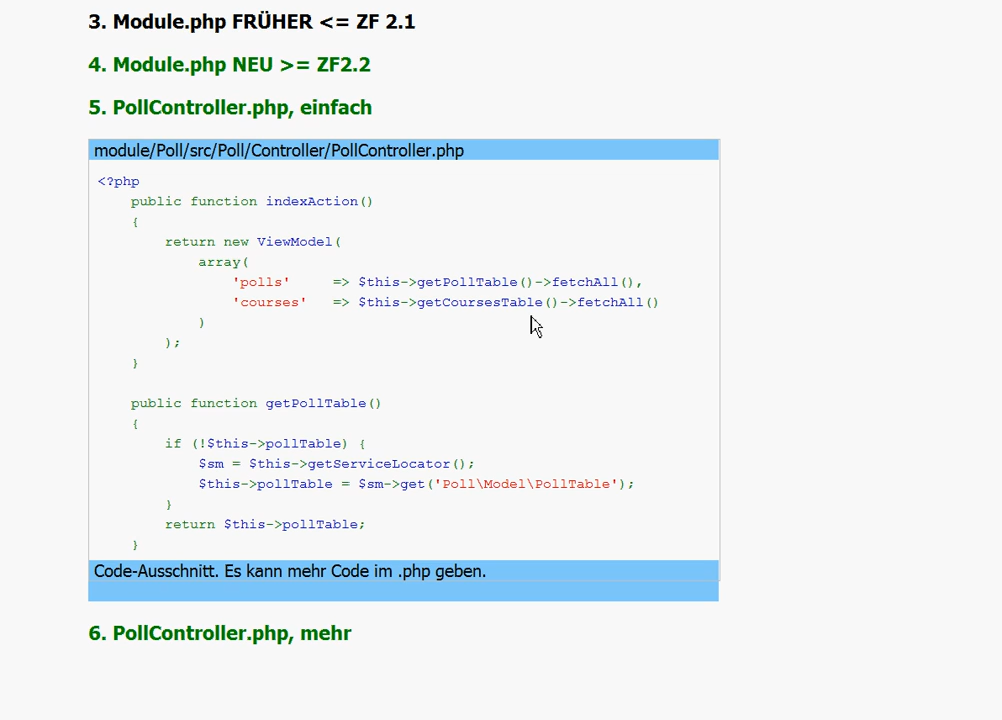 3. Module.php FRÜHER <= ZF 2.1
4. Module.php NEU >= ZF2.2
5. PollController.php, einfach
module/Poll/src/Poll/Controller/PollController.php
<?php
    public function indexAction()
    {
        return new ViewModel(
            array(
                'polls'     => $this->getPollTable()->fetchAll(),
                'courses'   => $this->getCoursesTable()->fetchAll()
            )
        );
    }
    public function getPollTable()
    {
        if (!$this->pollTable) {
            $sm = $this->getServiceLocator();
            $this->pollTable = $sm->get('Poll\Model\PollTable');
        }
        return $this->pollTable;
    }
Code-Ausschnitt. Es kann mehr Code im .php geben.
6. PollController.php, mehr